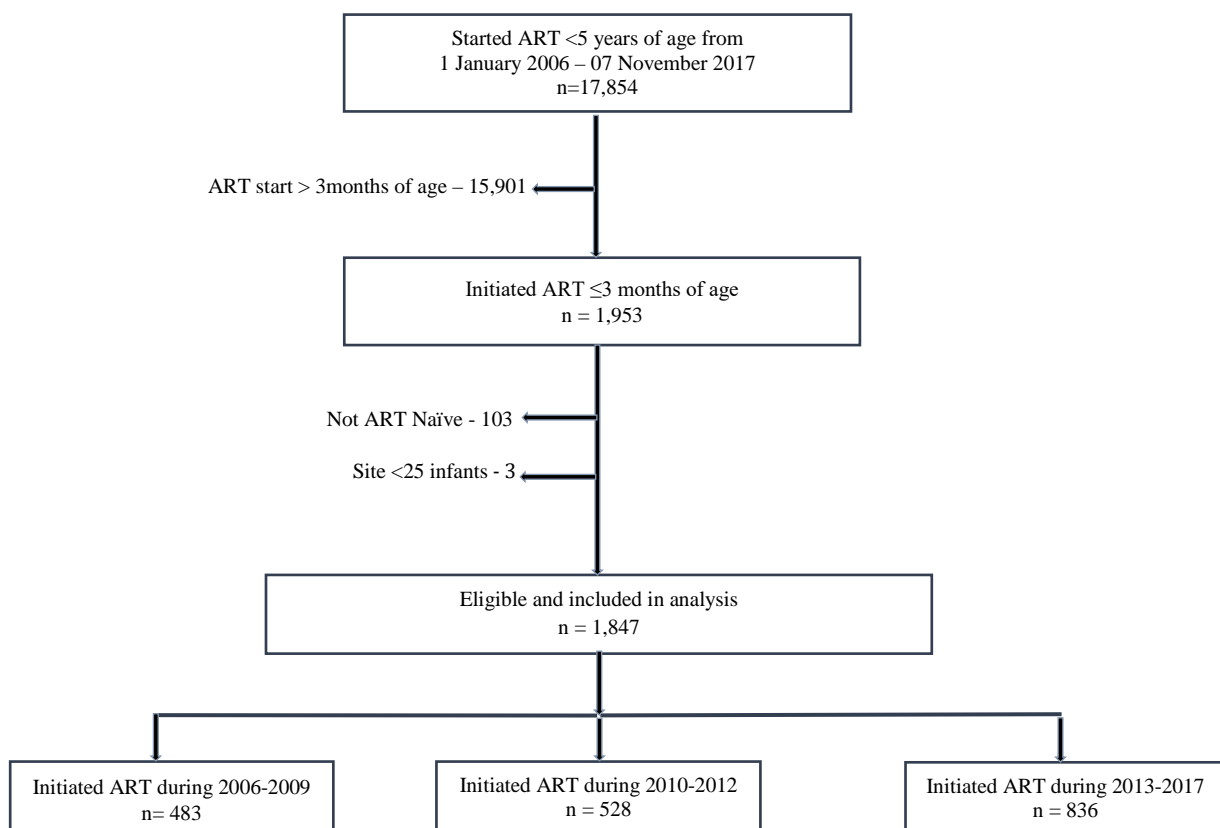 Started ART <5 years of age from
1 January 2006 – 07 November 2017
n=17,854
ART start > 3months of age – 15,901
Initiated ART ≤3 months of age
n = 1,953
Not ART Naïve - 103
Site <25 infants - 3
Eligible and included in analysis
n = 1,847
Initiated ART during 2006-2009
n= 483
Initiated ART during 2010-2012
n = 528
Initiated ART during 2013-2017
n = 836